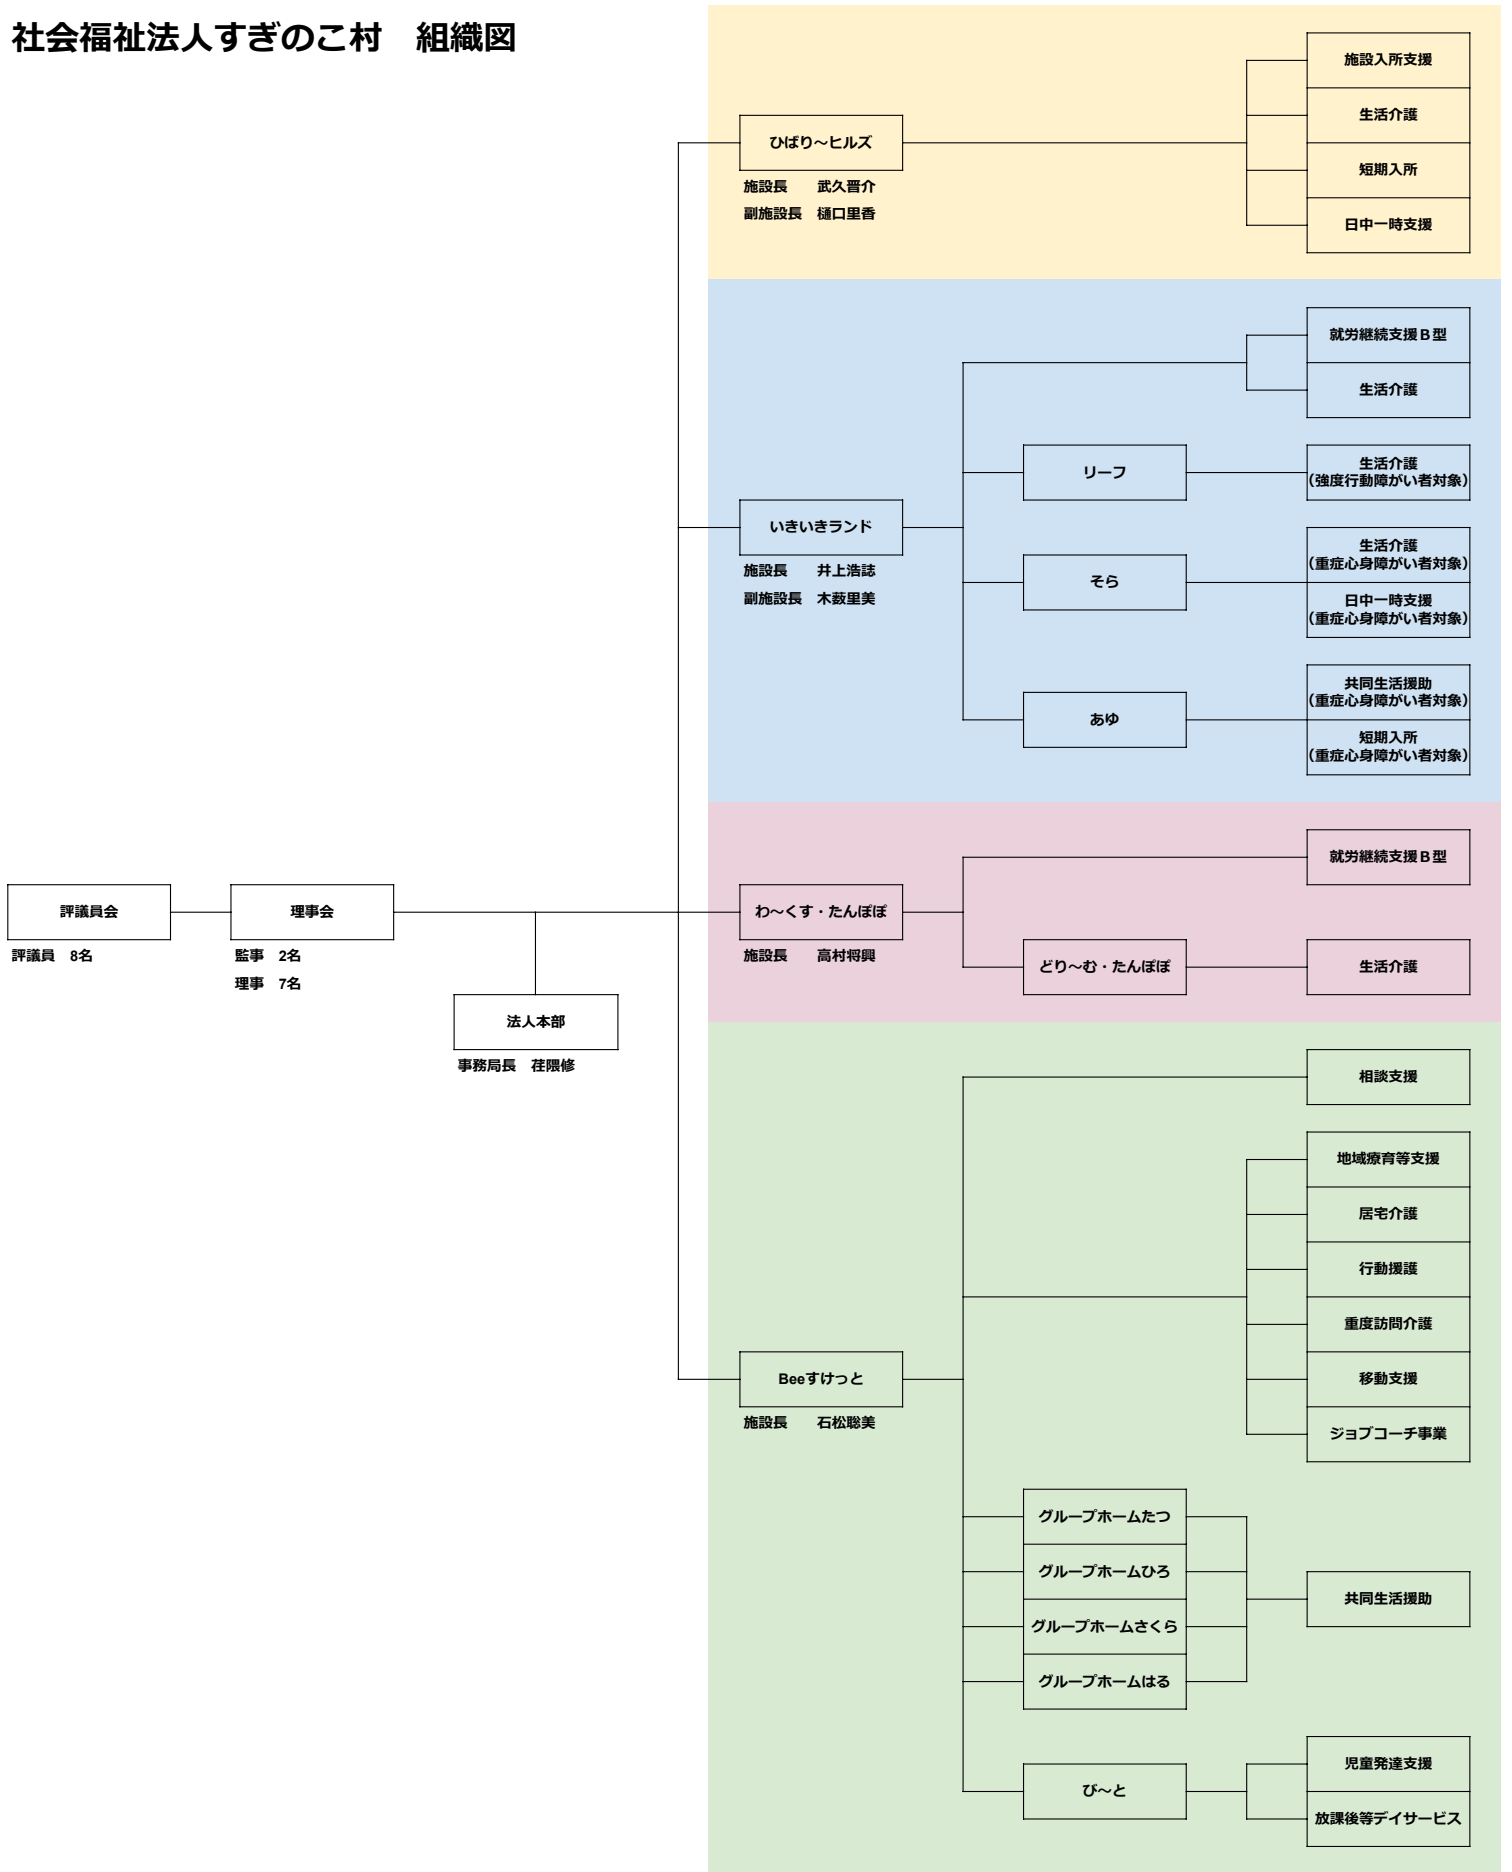 社会福祉法人すぎのこ村　組織図
評議員会
評議員　8名
理事会
監事　2名
理事　7名
法人本部
事務局長　荏隈修
ひばり～ヒルズ
施設長　　武久晋介
副施設長　樋口里香
施設入所支援
生活介護
短期入所
日中一時支援
いきいきランド
施設長　　井上浩誌
副施設長　木薮里美
就労継続支援Ｂ型
生活介護
リーフ
生活介護
（強度行動障がい者対象）
そら
生活介護
（重症心身障がい者対象）
日中一時支援
（重症心身障がい者対象）
あゆ
共同生活援助
（重症心身障がい者対象）
短期入所
（重症心身障がい者対象）
わ～くす・たんぽぽ
施設長　　高村将興
就労継続支援Ｂ型
どり～む・たんぽぽ
生活介護
Beeすけっと
施設長　　石松聡美
相談支援
地域療育等支援
居宅介護
行動援護
重度訪問介護
移動支援
ジョブコーチ事業
グループホームたつ
グループホームひろ
グループホームさくら
グループホームはる
共同生活援助
び～と
児童発達支援
放課後等デイサービス